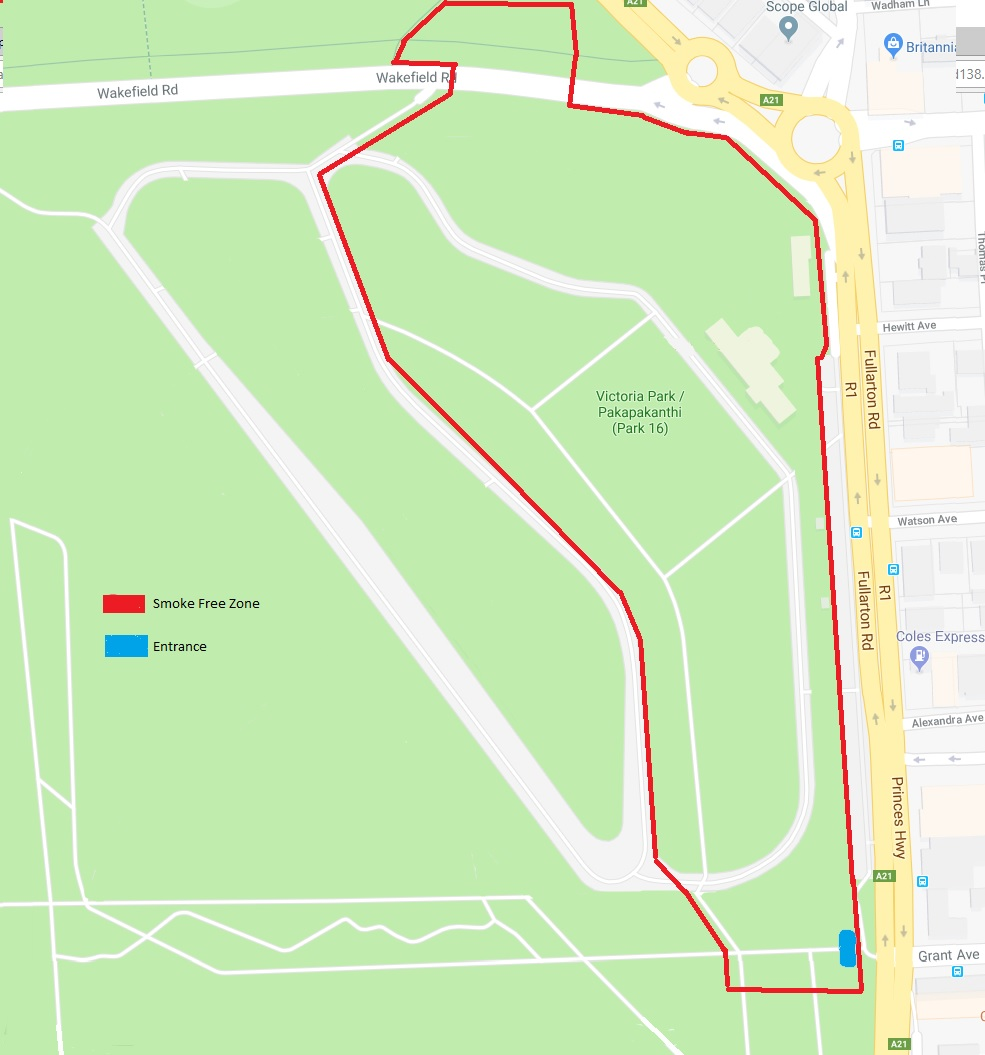 A21
Scope Global
Wadham Ln
Britannia
d138.
Wakefield Rd
Wakefield Rd
A21
Thomas Pl
Hewitt Ave
Fullarton Rd
R1
Victoria Park /
Pakapakanthi
(Park 16)
Watson Ave
Fullarton Rd
R1
Smoke Free Zone
Entrance
Coles Express
Alexandra Ave
Princes Hwy
A21
Grant Ave
A21